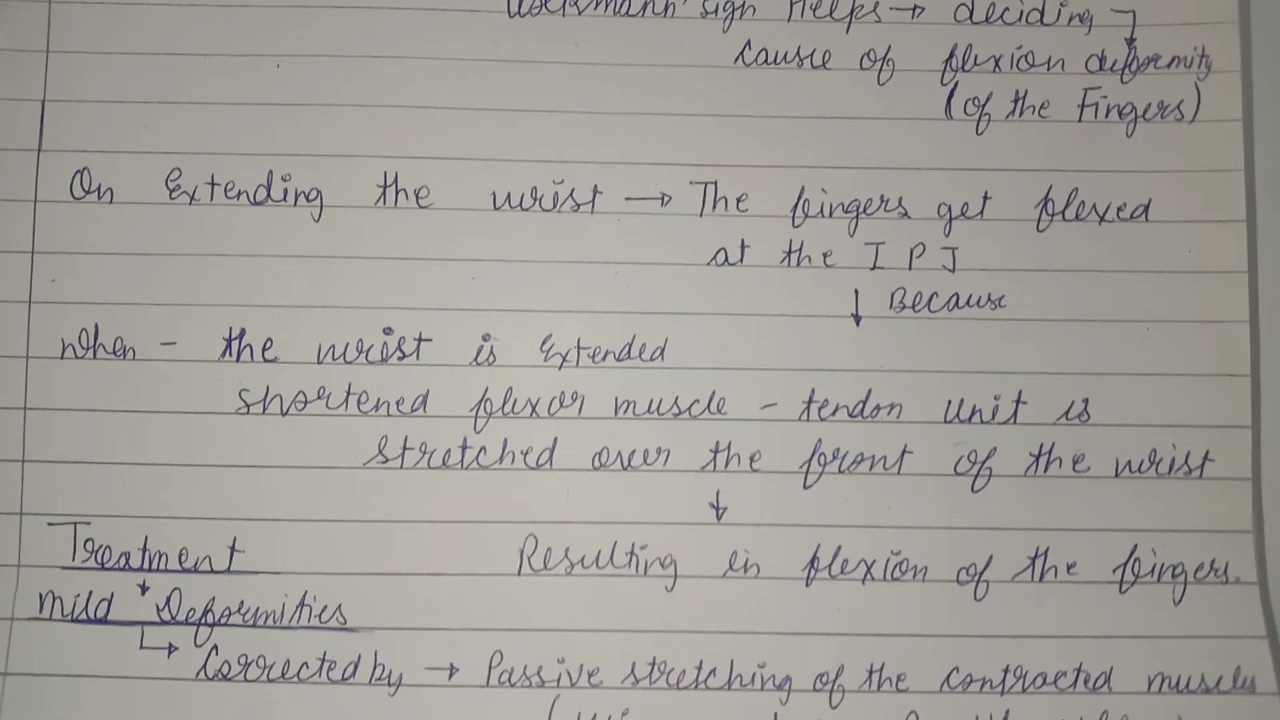 sign Helps → deciding
cause of flexion deformity
(of the Fingers)
On Extending the wrist → The fingers get flexed
at the I P J
↓ Because
when - the wrist is Extended
shortened flexor muscle - tendon unit is
stretched over the front of the wrist
↓
Treatment Resulting in flexion of the fingers.
mild Deformities
↳ Corrected by → Passive stretching of the contracted muscles